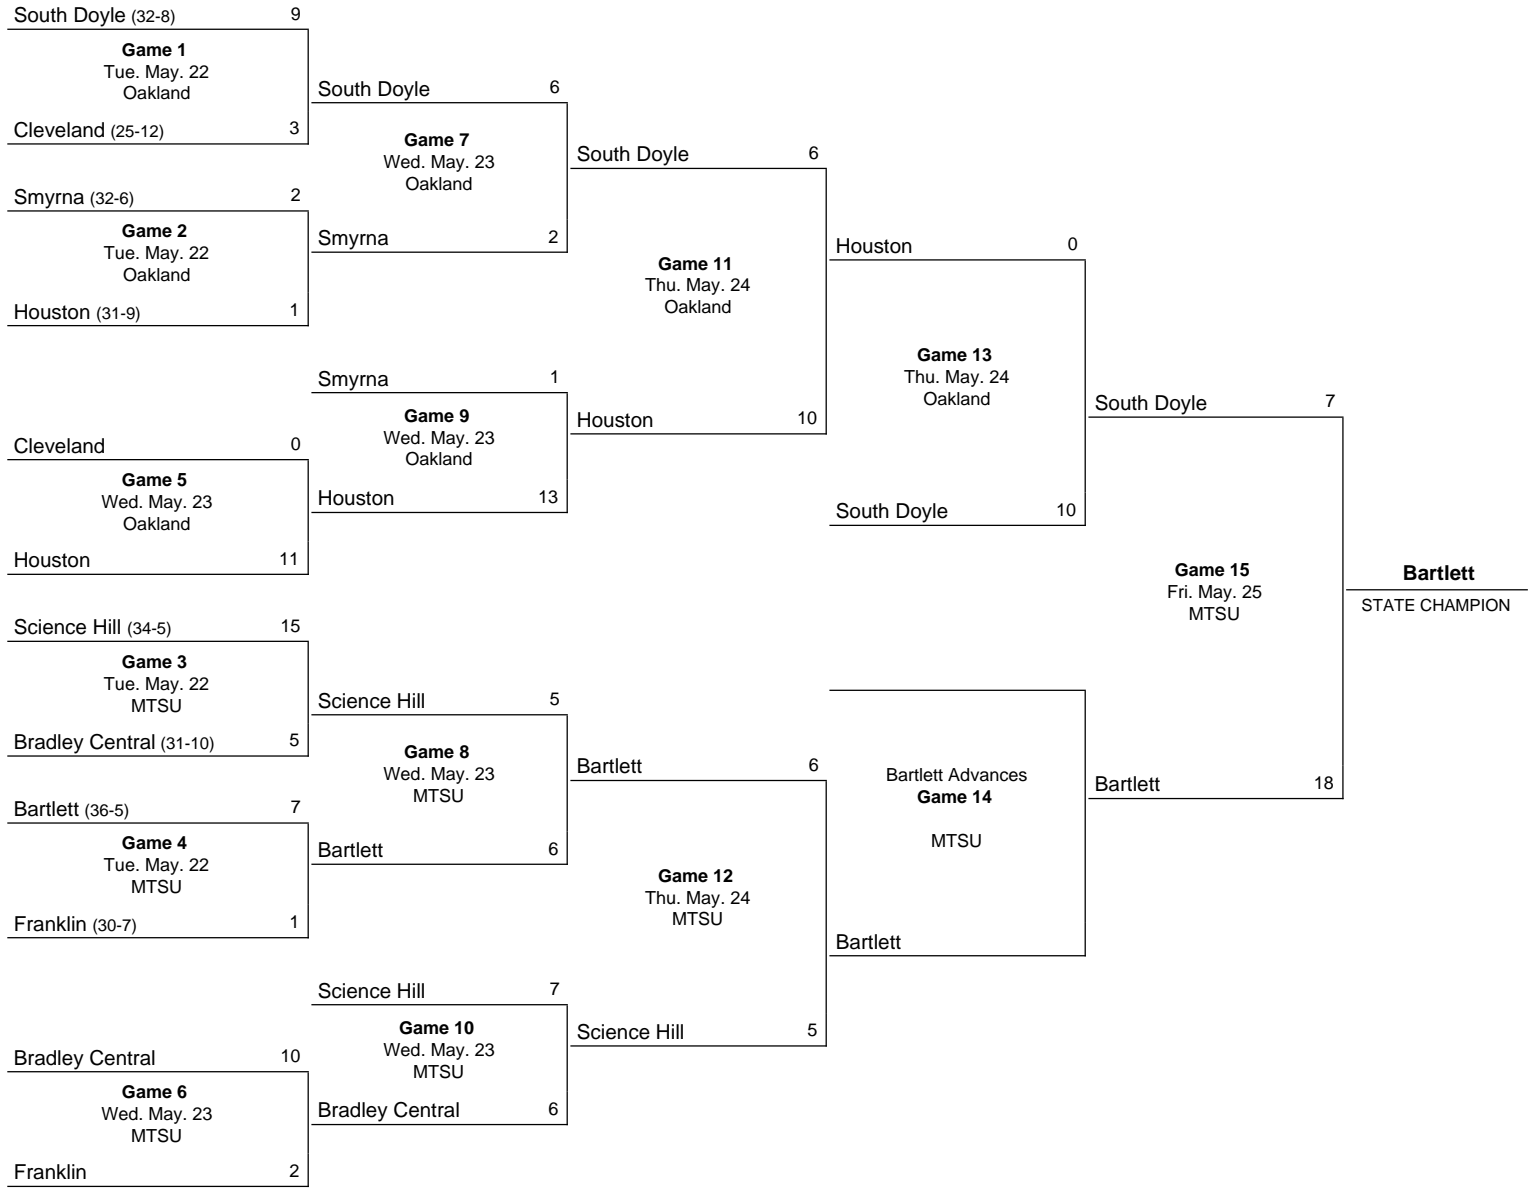 South Doyle (32-8) 9
Game 1
Tue. May. 22
Oakland
Cleveland (25-12) 3
Smyrna (32-6) 2
Game 2
Tue. May. 22
Oakland
Houston (31-9) 1
Cleveland 0
Game 5
Wed. May. 23
Oakland
Houston 11
Science Hill (34-5) 15
Game 3
Tue. May. 22
MTSU
Bradley Central (31-10) 5
Bartlett (36-5) 7
Game 4
Tue. May. 22
MTSU
Franklin (30-7) 1
Bradley Central 10
Game 6
Wed. May. 23
MTSU
Franklin 2
South Doyle 6
Game 7
Wed. May. 23
Oakland
Smyrna 2
Smyrna 1
Game 9
Wed. May. 23
Oakland
Houston 13
Science Hill 5
Game 8
Wed. May. 23
MTSU
Bartlett 6
Science Hill 7
Game 10
Wed. May. 23
MTSU
Bradley Central 6
South Doyle 6
Game 11
Thu. May. 24
Oakland
Houston 10
Bartlett 6
Game 12
Thu. May. 24
MTSU
Science Hill 5
Houston 0
Game 13
Thu. May. 24
Oakland
South Doyle 10
Bartlett Advances
Game 14
MTSU
Bartlett
South Doyle 7
Game 15
Fri. May. 25
MTSU
Bartlett 18
Bartlett
STATE CHAMPION